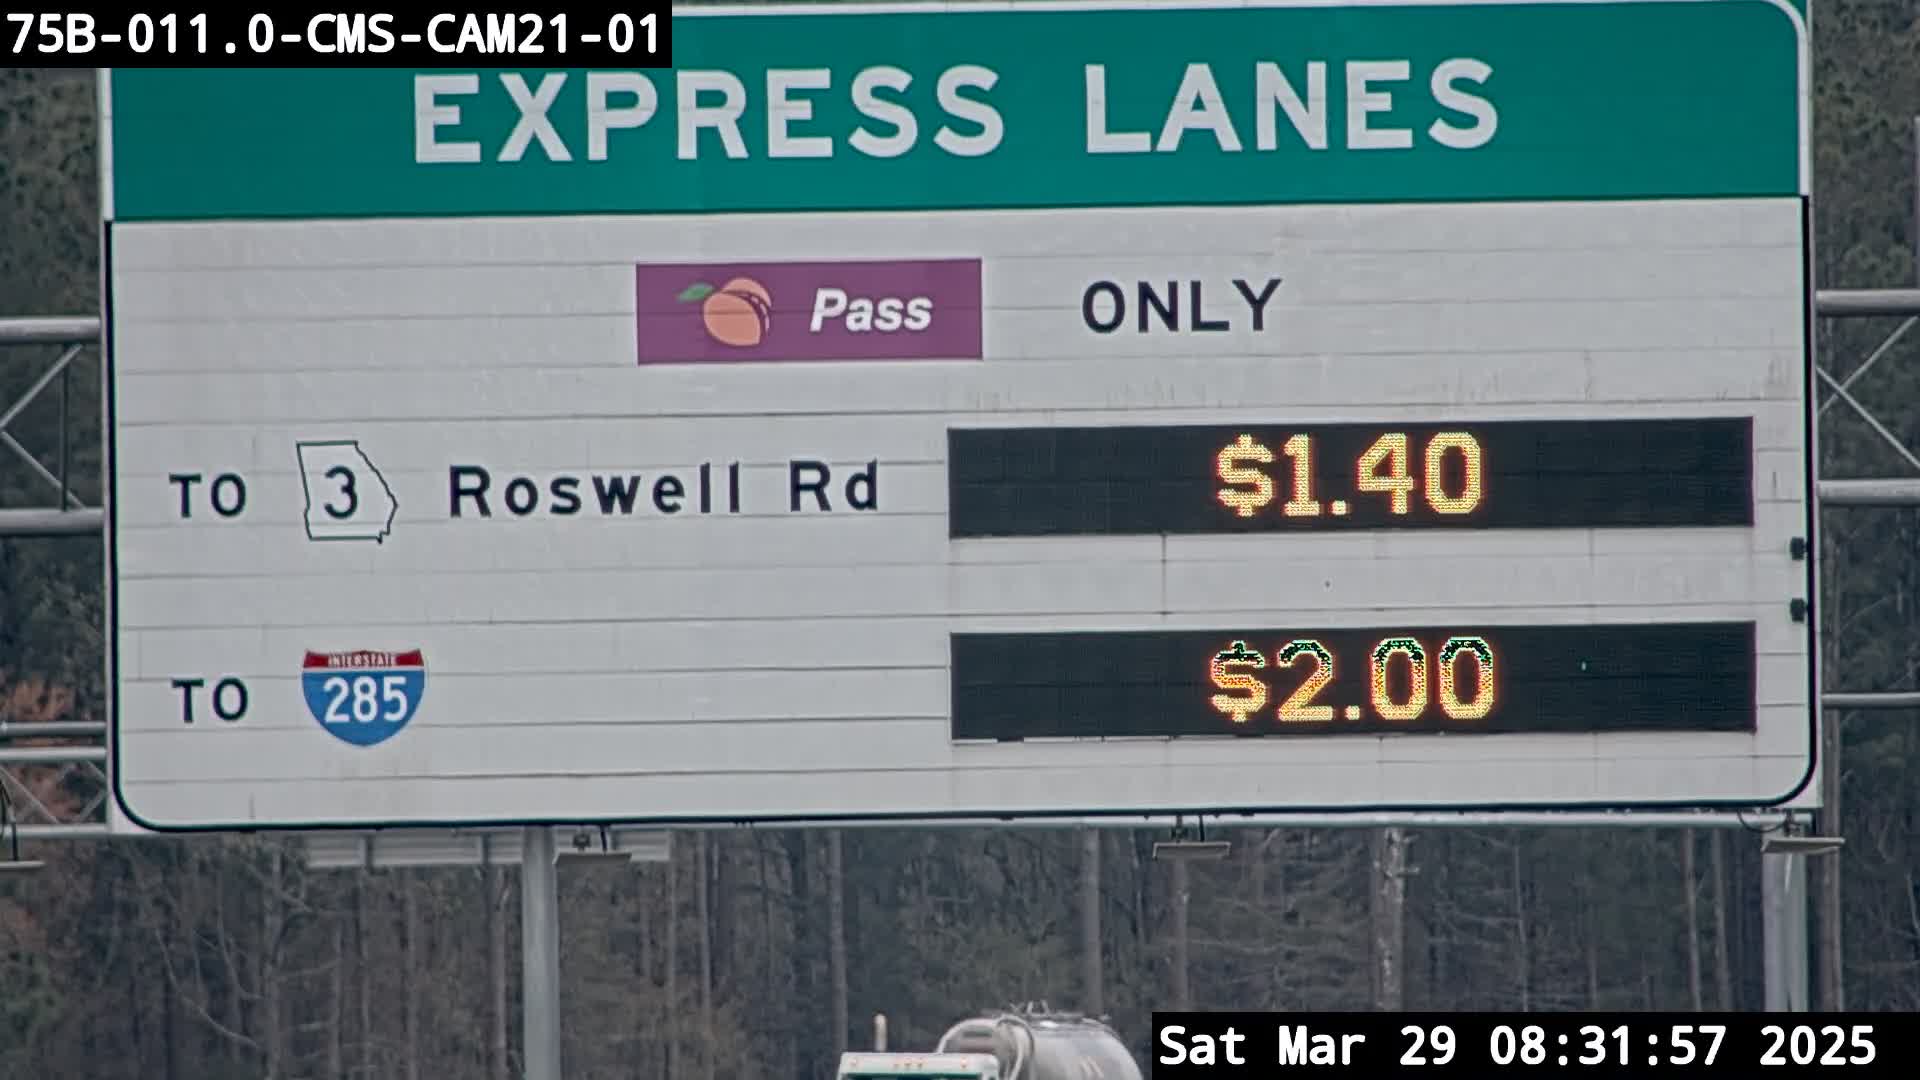 75B-011.0-CMS-CAM21-01
EXPRESS LANES
Pass ONLY
TO 3 Roswell Rd $1.40
TO INTERSTATE 285 $2.00
Sat Mar 29 08:31:57 2025